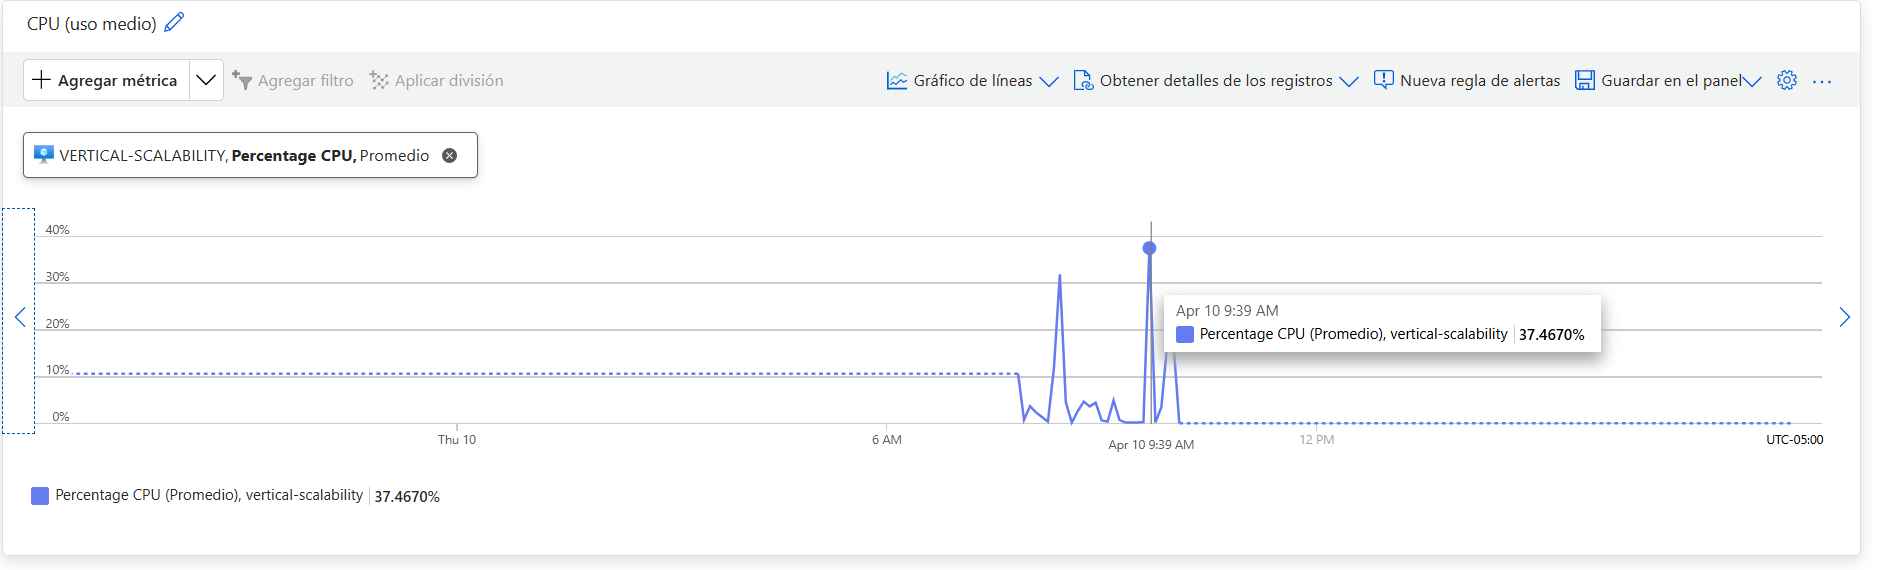 CPU (uso medio)
Agregar métrica
Agregar filtro
Aplicar división
Gráfico de líneas
Obtener detalles de los registros
Nueva regla de alertas
Guardar en el panel
VERTICAL-SCALABILITY, Percentage CPU, Promedio
40%
30%
20%
10%
0%
Apr 10 9:39 AM
Percentage CPU (Promedio), vertical-scalability 37.4670%
Thu 10
6 AM
Apr 10 9:39 AM
12 PM
UTC-05:00
Percentage CPU (Promedio), vertical-scalability 37.4670%